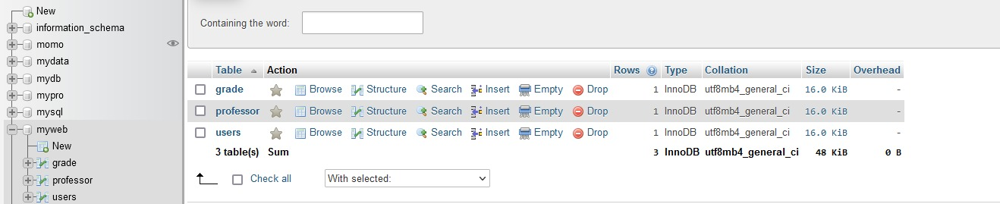 New
information_schema
momo
mydata
mydb
mypro
mysql
myweb
New
grade
professor
users
Containing the word:
Table Action Rows Type Collation Size Overhead
grade Browse Structure Search Insert Empty Drop 1 InnoDB utf8mb4_general_ci 16.0 KiB -
professor Browse Structure Search Insert Empty Drop 1 InnoDB utf8mb4_general_ci 16.0 KiB -
users Browse Structure Search Insert Empty Drop 1 InnoDB utf8mb4_general_ci 16.0 KiB -
3 table(s) Sum 3 InnoDB utf8mb4_general_ci 48 KiB 0 B
Check all With selected: